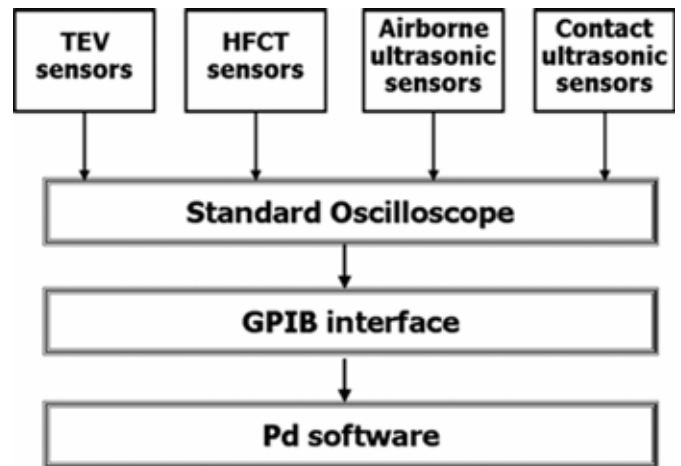 TEV
sensors
HFCT
sensors
Airborne
ultrasonic
sensors
Contact
ultrasonic
sensors
Standard Oscilloscope
GPIB interface
Pd software